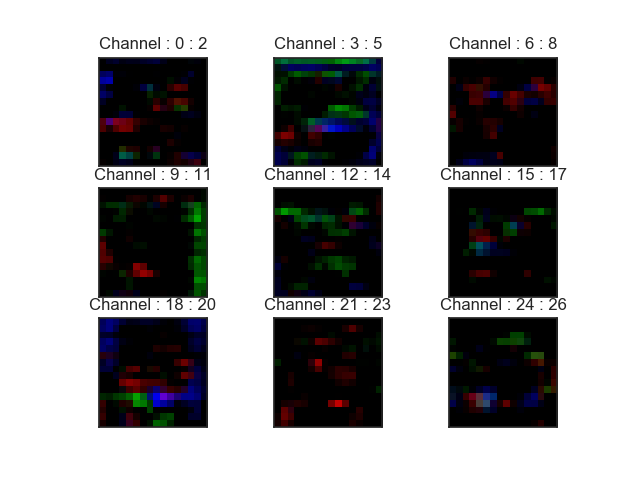 Channel : 0 : 2
Channel : 3 : 5
Channel : 6 : 8
Channel : 9 : 11
Channel : 12 : 14
Channel : 15 : 17
Channel : 18 : 20
Channel : 21 : 23
Channel : 24 : 26